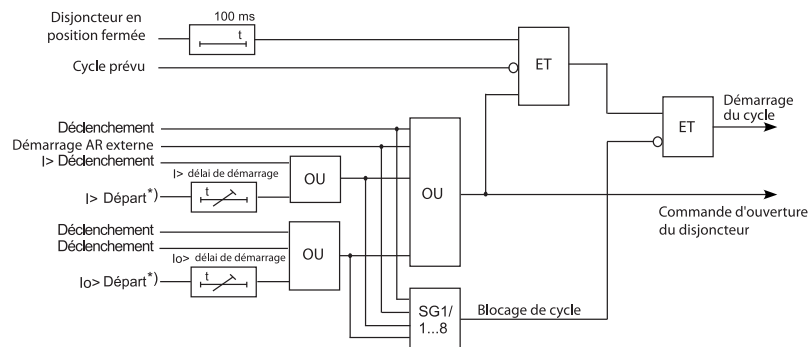 Disjoncteur en
position fermée
100 ms
t
Cycle prévu
ET
Déclenchement
Démarrage AR externe
I> Déclenchement
I> délai de démarrage
t
I> Départ*)
OU
OU
Déclenchement
Déclenchement
Io> délai de démarrage
t
Io> Départ*)
OU
SG1/
1...8
Blocage de cycle
ET
Démarrage
du cycle
Commande d'ouverture
du disjoncteur